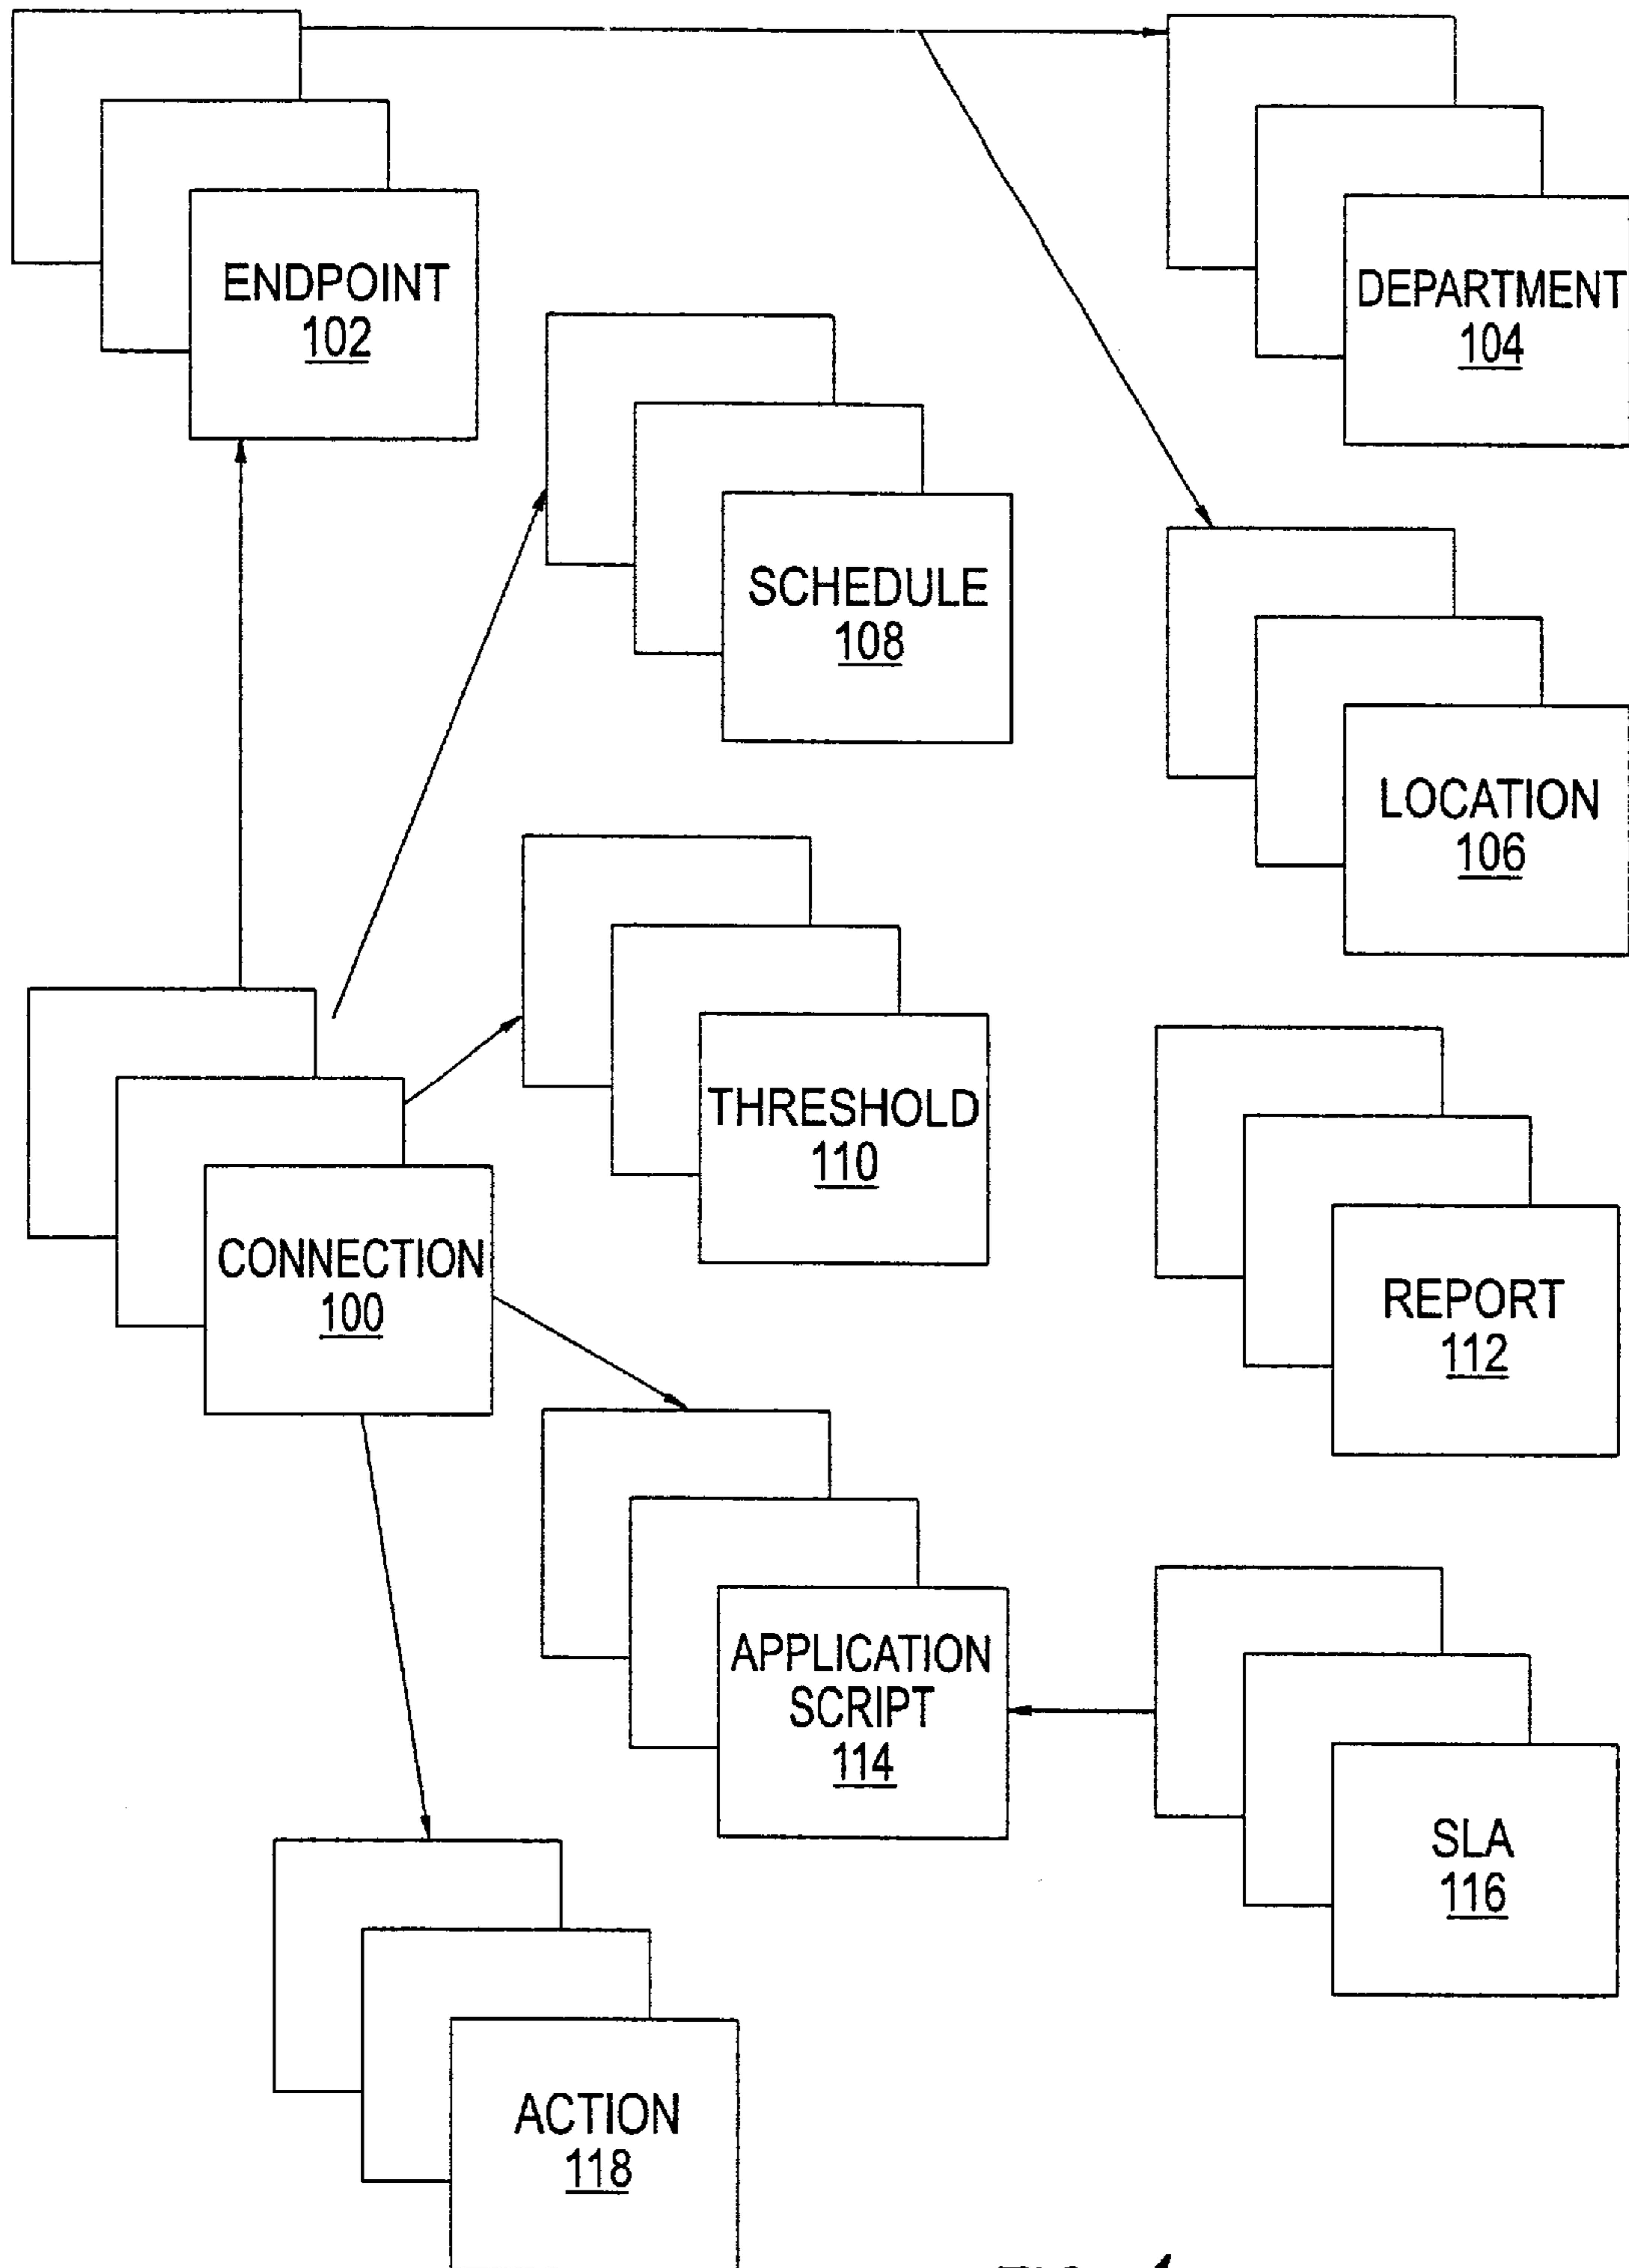 ENDPOINT
102
DEPARTMENT
104
SCHEDULE
108
LOCATION
106
THRESHOLD
110
CONNECTION
100
REPORT
112
APPLICATION
SCRIPT
114
SLA
116
ACTION
118